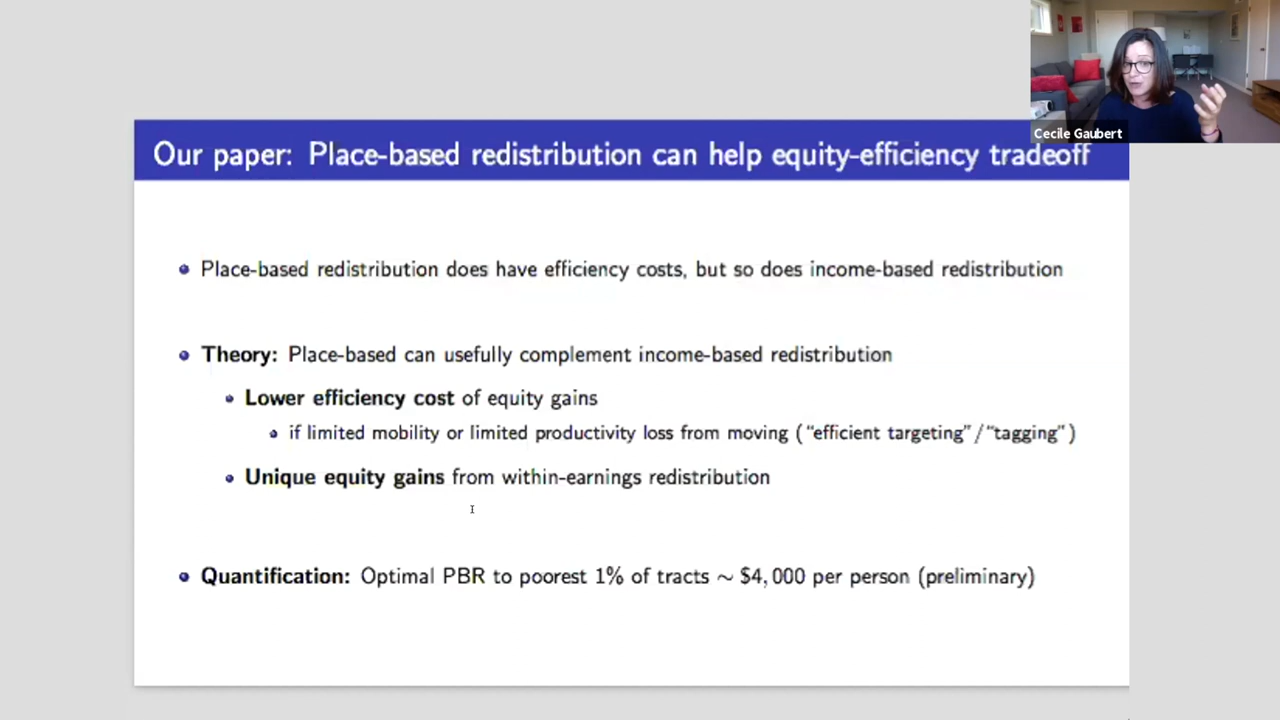 Cecile Gaubert
Our paper: Place-based redistribution can help equity-efficiency tradeoff
Place-based redistribution does have efficiency costs, but so does income-based redistribution
Theory: Place-based can usefully complement income-based redistribution
Lower efficiency cost of equity gains
if limited mobility or limited productivity loss from moving (“efficient targeting”/“tagging”)
Unique equity gains from within-earnings redistribution
Quantification: Optimal PBR to poorest 1% of tracts ∼ $4,000 per person (preliminary)